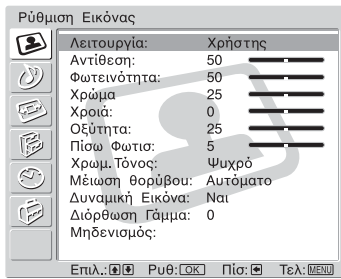 Ρύθμιση Εικόνας
Λειτουργία: Χρήστης
Αντίθεση: 50
Φωτεινότητα: 50
Χρώμα 25
Χροιά: 0
Οξύτητα: 25
Πίσω Φωτισ: 5
Χρωμ. Τόνος: Ψυχρό
Μέιωση θορύβου: Αυτόματο
Δυναμική Εικόνα: Ναι
Διόρθωση Γάμμα: 0
Μηδενισμός:
Επιλ.: Ρυθ: OK Πίσ: Τελ: MENU